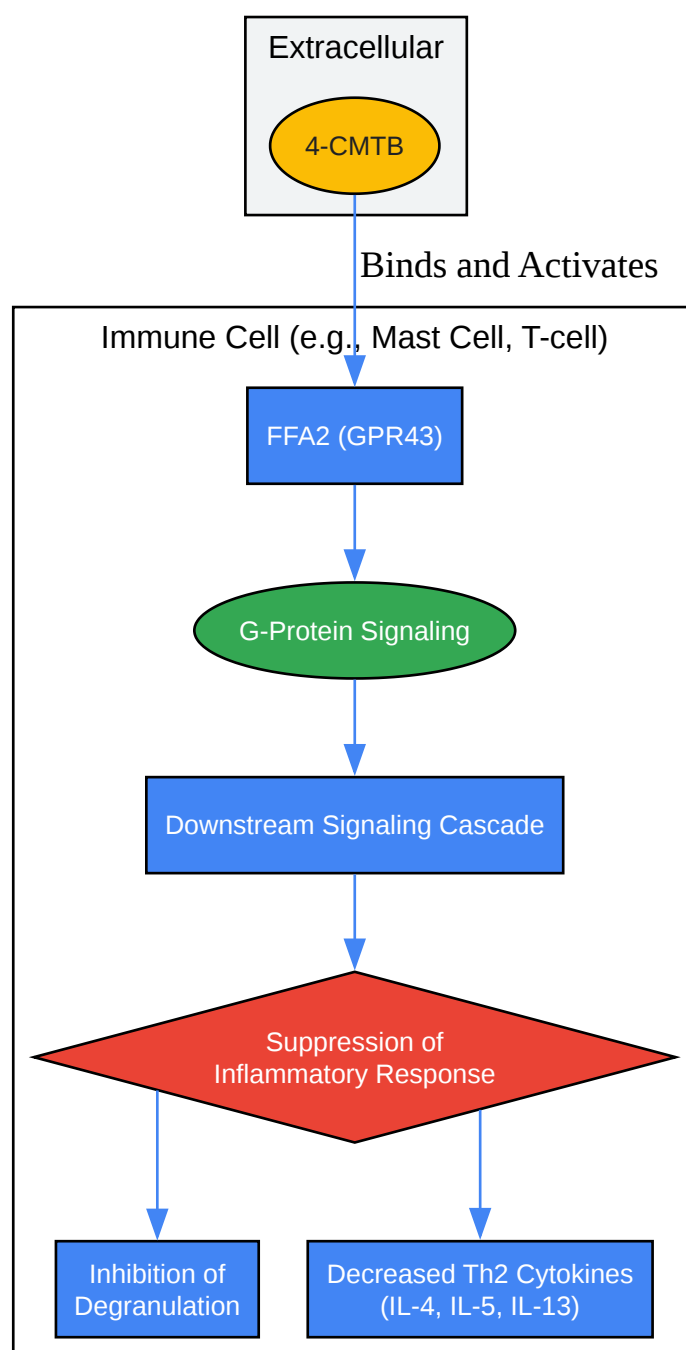 Extracellular
4-CMTB
Binds and Activates
Immune Cell (e.g., Mast Cell, T-cell)
FFA2 (GPR43)
G-Protein Signaling
Downstream Signaling Cascade
Suppression of
Inflammatory Response
Inhibition of
Degranulation
Decreased Th2 Cytokines
(IL-4, IL-5, IL-13)